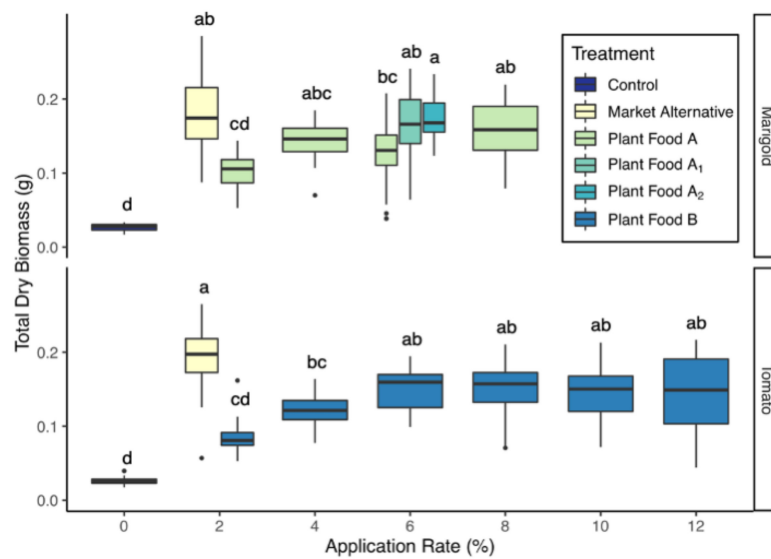 Total Dry Biomass (g)
0.2
0.1
0.0
d
ab
cd
abc
bc
ab
a
ab
Marigold
Treatment
Control
Market Alternative
Plant Food A
Plant Food A₁
Plant Food A₂
Plant Food B
0.2
0.1
0.0
d
a
cd
bc
ab
ab
ab
ab
Tomato
0 2 4 6 8 10 12
Application Rate (%)